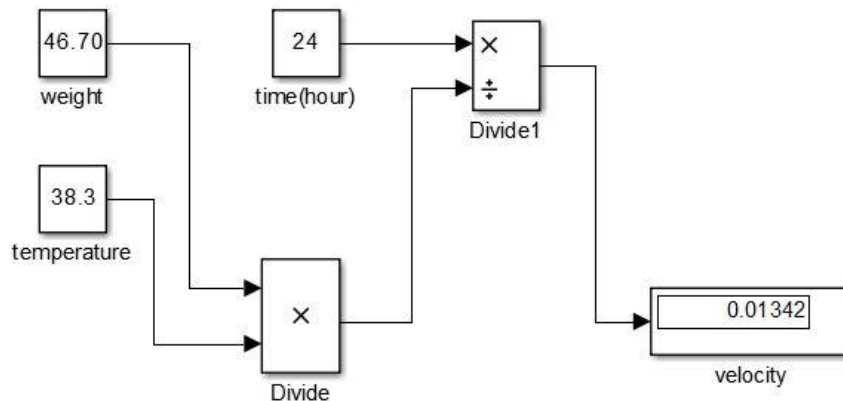 46.70
weight
24
time(hour)
×
÷
Divide1
38.3
temperature
×
Divide
0.01342
velocity